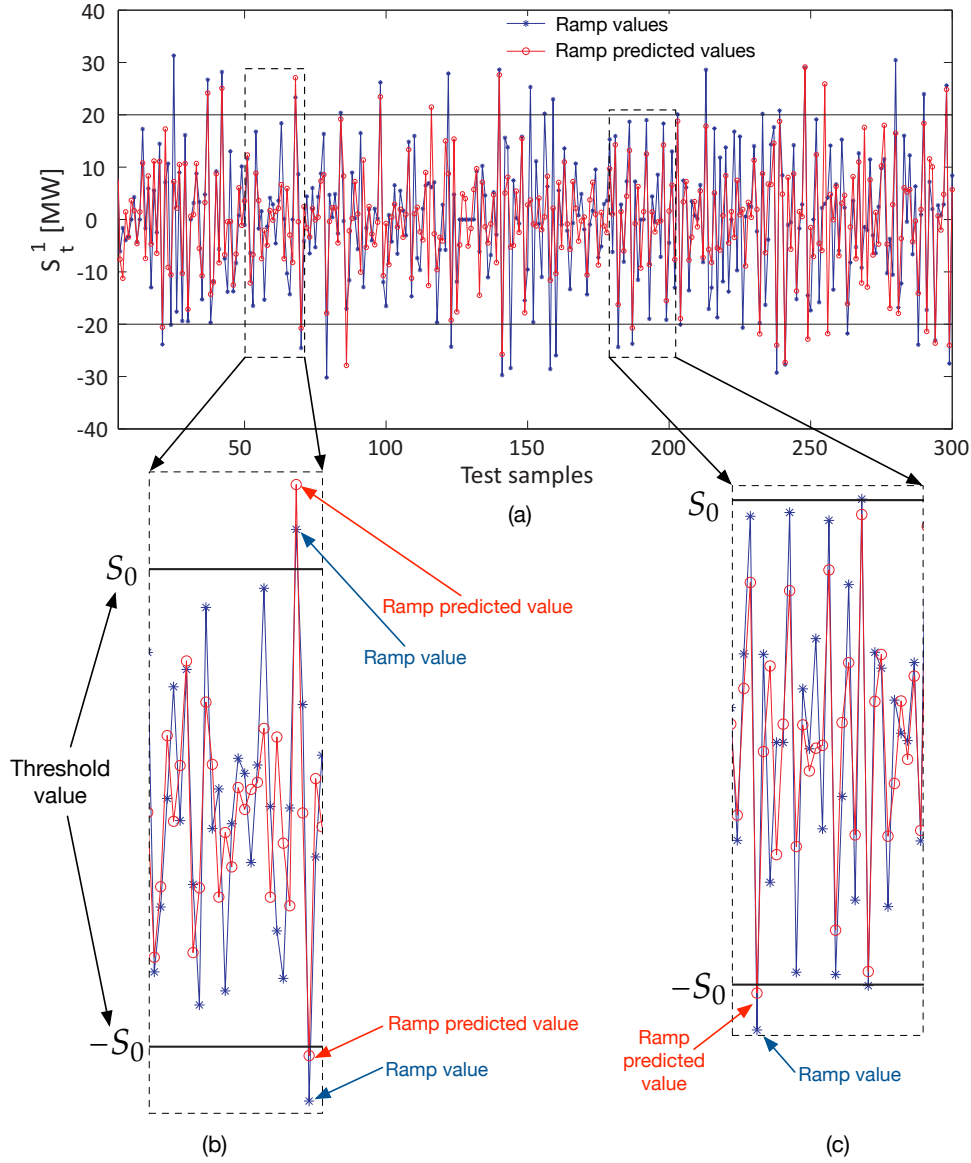 40
30
20
10
0
-10
-20
-30
-40
S_t^1 [MW]
Ramp values
Ramp predicted values
50
100
150
200
250
300
Test samples
(a)
S₀
Ramp predicted value
Ramp value
Threshold
value
−S₀
Ramp predicted value
Ramp value
(b)
S₀
−S₀
Ramp
predicted
value
Ramp value
(c)